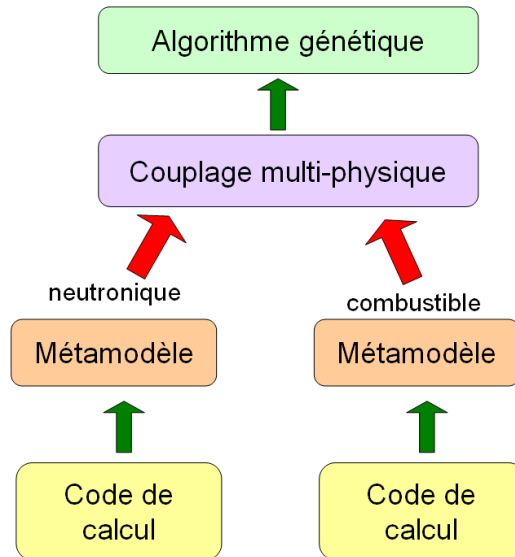 Algorithme génétique
Couplage multi-physique
neutronique
combustible
Métamodèle
Métamodèle
Code de
calcul
Code de
calcul